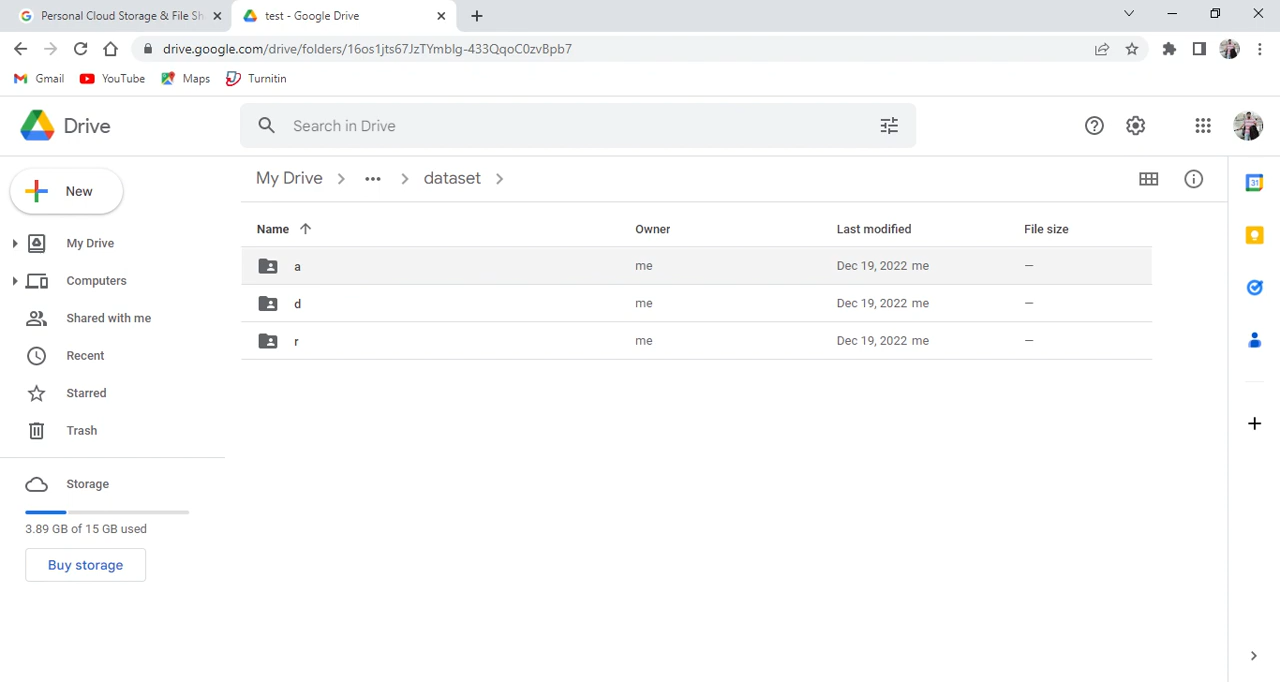 Personal Cloud Storage & File Sh
test - Google Drive
drive.google.com/drive/folders/16os1jts67JzTYmbIg-433QqoC0zvBpb7
Gmail YouTube Maps Turnitin
Drive
Search in Drive
My Drive ••• dataset
New
Name Owner Last modified File size
a me Dec 19, 2022 me —
d me Dec 19, 2022 me —
r me Dec 19, 2022 me —
My Drive
Computers
Shared with me
Recent
Starred
Trash
Storage
3.89 GB of 15 GB used
Buy storage
31